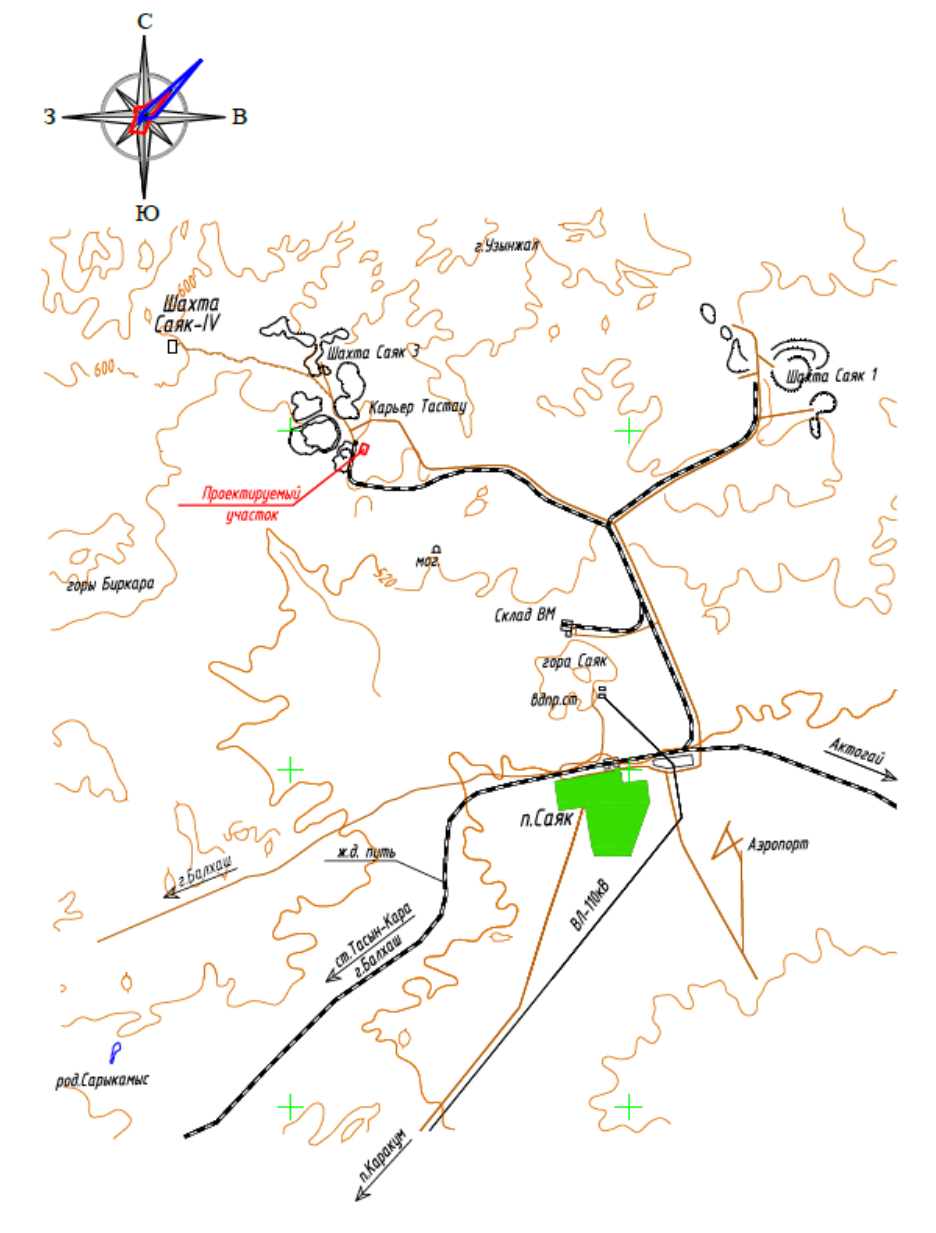 С
З
В
Ю
г.Узынжал
600
Шахта
Саяк-IV
Шахта Саяк 3
600
Шахта Саяк 1
Карьер Тастау
Проектируемый
участок
маг.
520
горы Биркара
Склад ВМ
гора Саяк
вдпр.ст
Актогай
п.Саяк
Аэропорт
ж.д. путь
г.Балхаш
ВЛ-110кВ
ст.Тасын-Кара
г.Балхаш
род.Сарыкамыс
п.Каракум